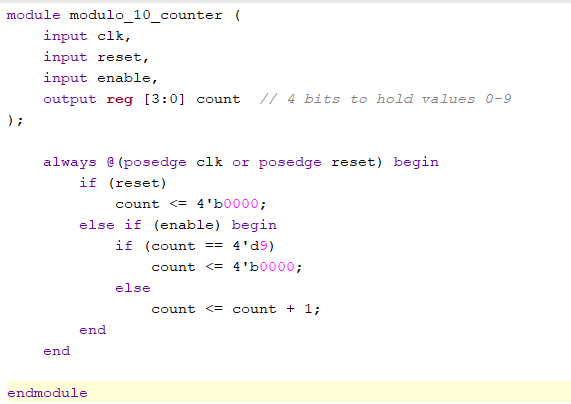 module modulo_10_counter (
    input clk,
    input reset,
    input enable,
    output reg [3:0] count  // 4 bits to hold values 0-9
);
    always @(posedge clk or posedge reset) begin
        if (reset)
            count <= 4'b0000;
        else if (enable) begin
            if (count == 4'd9)
                count <= 4'b0000;
            else
                count <= count + 1;
        end
    end
endmodule